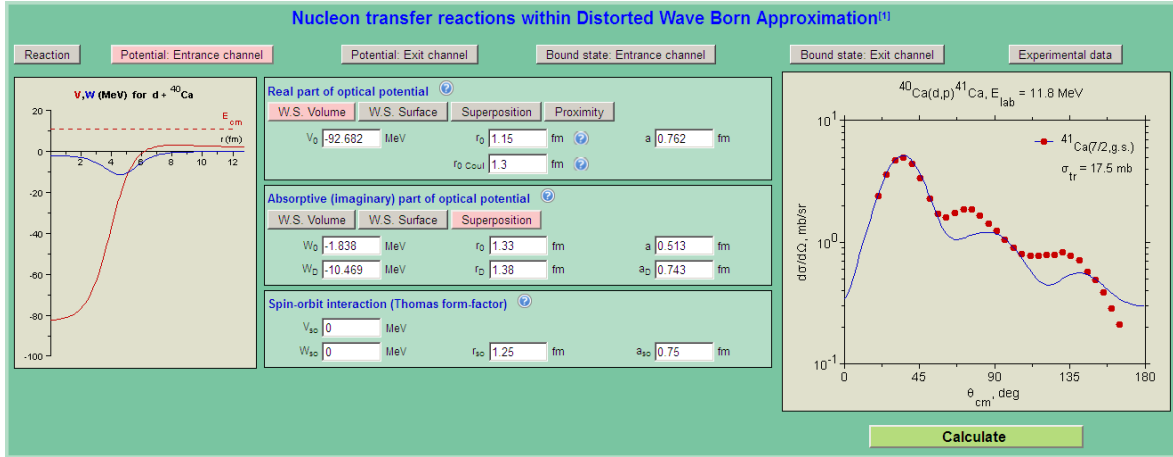 Nucleon transfer reactions within Distorted Wave Born Approximation[1]
Reaction Potential: Entrance channel Potential: Exit channel Bound state: Entrance channel Bound state: Exit channel Experimental data
V,W (MeV) for d + 40Ca
Ecm
r (fm)
20
0
-20
-40
-60
-80
-100
2 4 6 8 10 12
Real part of optical potential ?
W.S. Volume W.S. Surface Superposition Proximity
V0 -92.682 MeV r0 1.15 fm ? a 0.762 fm
r0 Coul 1.3 fm ?
Absorptive (imaginary) part of optical potential ?
W.S. Volume W.S. Surface Superposition
W0 -1.838 MeV r0 1.33 fm a 0.513 fm
WD -10.469 MeV rD 1.38 fm aD 0.743 fm
Spin-orbit interaction (Thomas form-factor) ?
Vso 0 MeV
Wso 0 MeV rso 1.25 fm aso 0.75 fm
40Ca(d,p)41Ca, Elab = 11.8 MeV
41Ca(7/2,g.s.)
σtr = 17.5 mb
dσ/dΩ, mb/sr
10^1
10^0
10^-1
0 45 90 135 180
θcm, deg
Calculate